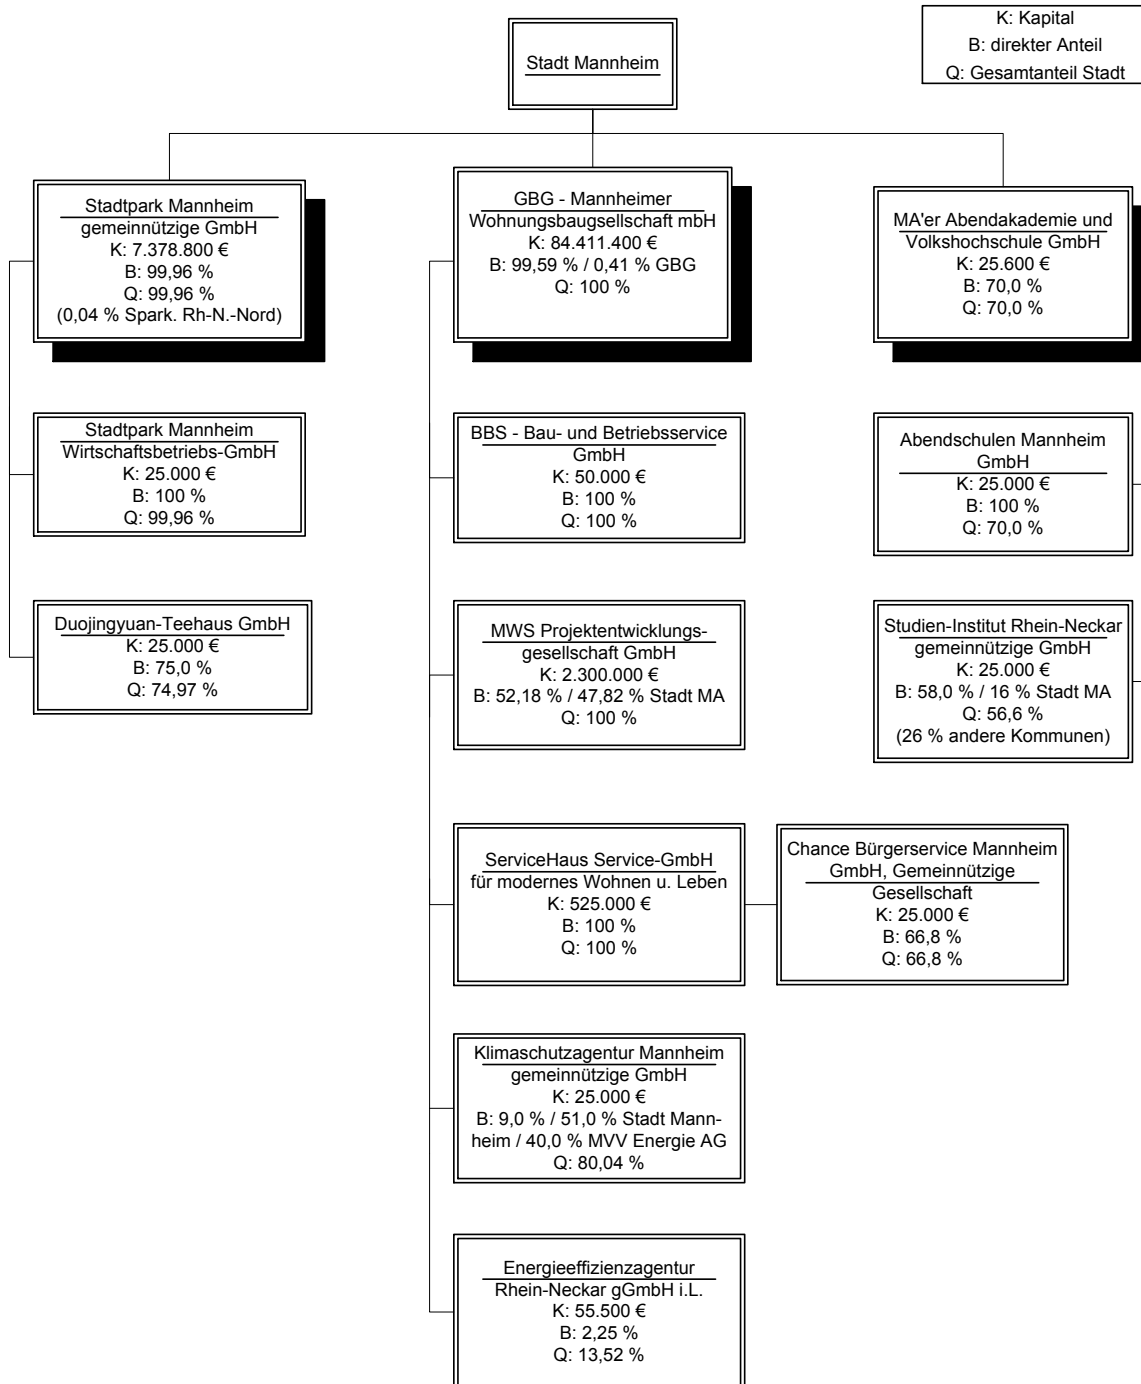 K: Kapital
B: direkter Anteil
Q: Gesamtanteil Stadt
Stadt Mannheim
Stadtpark Mannheim
gemeinnützige GmbH
K: 7.378.800 €
B: 99,96 %
Q: 99,96 %
(0,04 % Spark. Rh-N.-Nord)
GBG - Mannheimer
Wohnungsbaugsellschaft mbH
K: 84.411.400 €
B: 99,59 % / 0,41 % GBG
Q: 100 %
MA'er Abendakademie und
Volkshochschule GmbH
K: 25.600 €
B: 70,0 %
Q: 70,0 %
Stadtpark Mannheim
Wirtschaftsbetriebs-GmbH
K: 25.000 €
B: 100 %
Q: 99,96 %
BBS - Bau- und Betriebsservice
GmbH
K: 50.000 €
B: 100 %
Q: 100 %
Abendschulen Mannheim
GmbH
K: 25.000 €
B: 100 %
Q: 70,0 %
Duojingyuan-Teehaus GmbH
K: 25.000 €
B: 75,0 %
Q: 74,97 %
MWS Projektentwicklungs-
gesellschaft GmbH
K: 2.300.000 €
B: 52,18 % / 47,82 % Stadt MA
Q: 100 %
Studien-Institut Rhein-Neckar
gemeinnützige GmbH
K: 25.000 €
B: 58,0 % / 16 % Stadt MA
Q: 56,6 %
(26 % andere Kommunen)
ServiceHaus Service-GmbH
für modernes Wohnen u. Leben
K: 525.000 €
B: 100 %
Q: 100 %
Chance Bürgerservice Mannheim
GmbH, Gemeinnützige
Gesellschaft
K: 25.000 €
B: 66,8 %
Q: 66,8 %
Klimaschutzagentur Mannheim
gemeinnützige GmbH
K: 25.000 €
B: 9,0 % / 51,0 % Stadt Mann-
heim / 40,0 % MVV Energie AG
Q: 80,04 %
Energieeffizienzagentur
Rhein-Neckar gGmbH i.L.
K: 55.500 €
B: 2,25 %
Q: 13,52 %